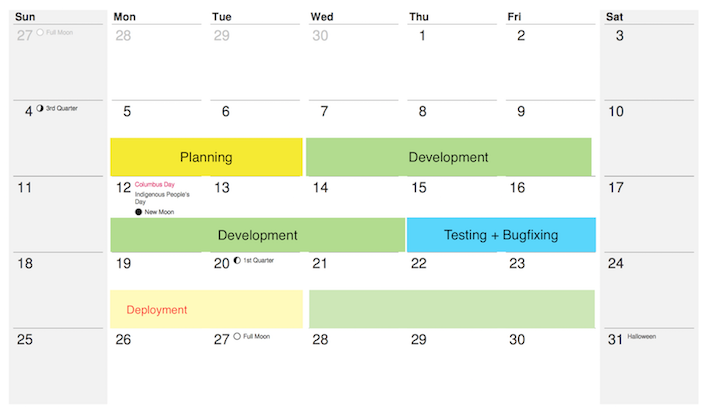 Sun Mon Tue Wed Thu Fri Sat
27 Full Moon 28 29 30 1 2 3
4 3rd Quarter 5 6 7 8 9 10
Planning Development
11 12 Columbus Day 13 14 15 16 17
Indigenous People's
Day
New Moon
Development Testing + Bugfixing
18 19 20 1st Quarter 21 22 23 24
Deployment
25 26 27 Full Moon 28 29 30 31 Halloween